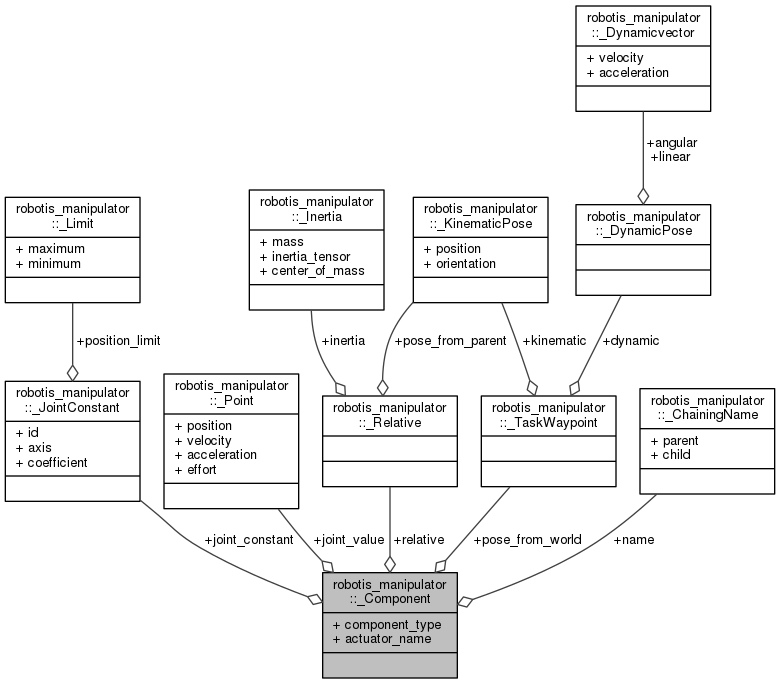 robotis_manipulator
::_Dynamicvector
+ velocity
+ acceleration
+angular
+linear
robotis_manipulator
::_Limit
+ maximum
+ minimum
robotis_manipulator
::_Inertia
+ mass
+ inertia_tensor
+ center_of_mass
robotis_manipulator
::_KinematicPose
+ position
+ orientation
robotis_manipulator
::_DynamicPose
+position_limit
+inertia
+pose_from_parent
+kinematic
+dynamic
robotis_manipulator
::_JointConstant
+ id
+ axis
+ coefficient
robotis_manipulator
::_Point
+ position
+ velocity
+ acceleration
+ effort
robotis_manipulator
::_Relative
robotis_manipulator
::_TaskWaypoint
robotis_manipulator
::_ChainingName
+ parent
+ child
+joint_constant
+joint_value
+relative
+pose_from_world
+name
robotis_manipulator
::_Component
+ component_type
+ actuator_name